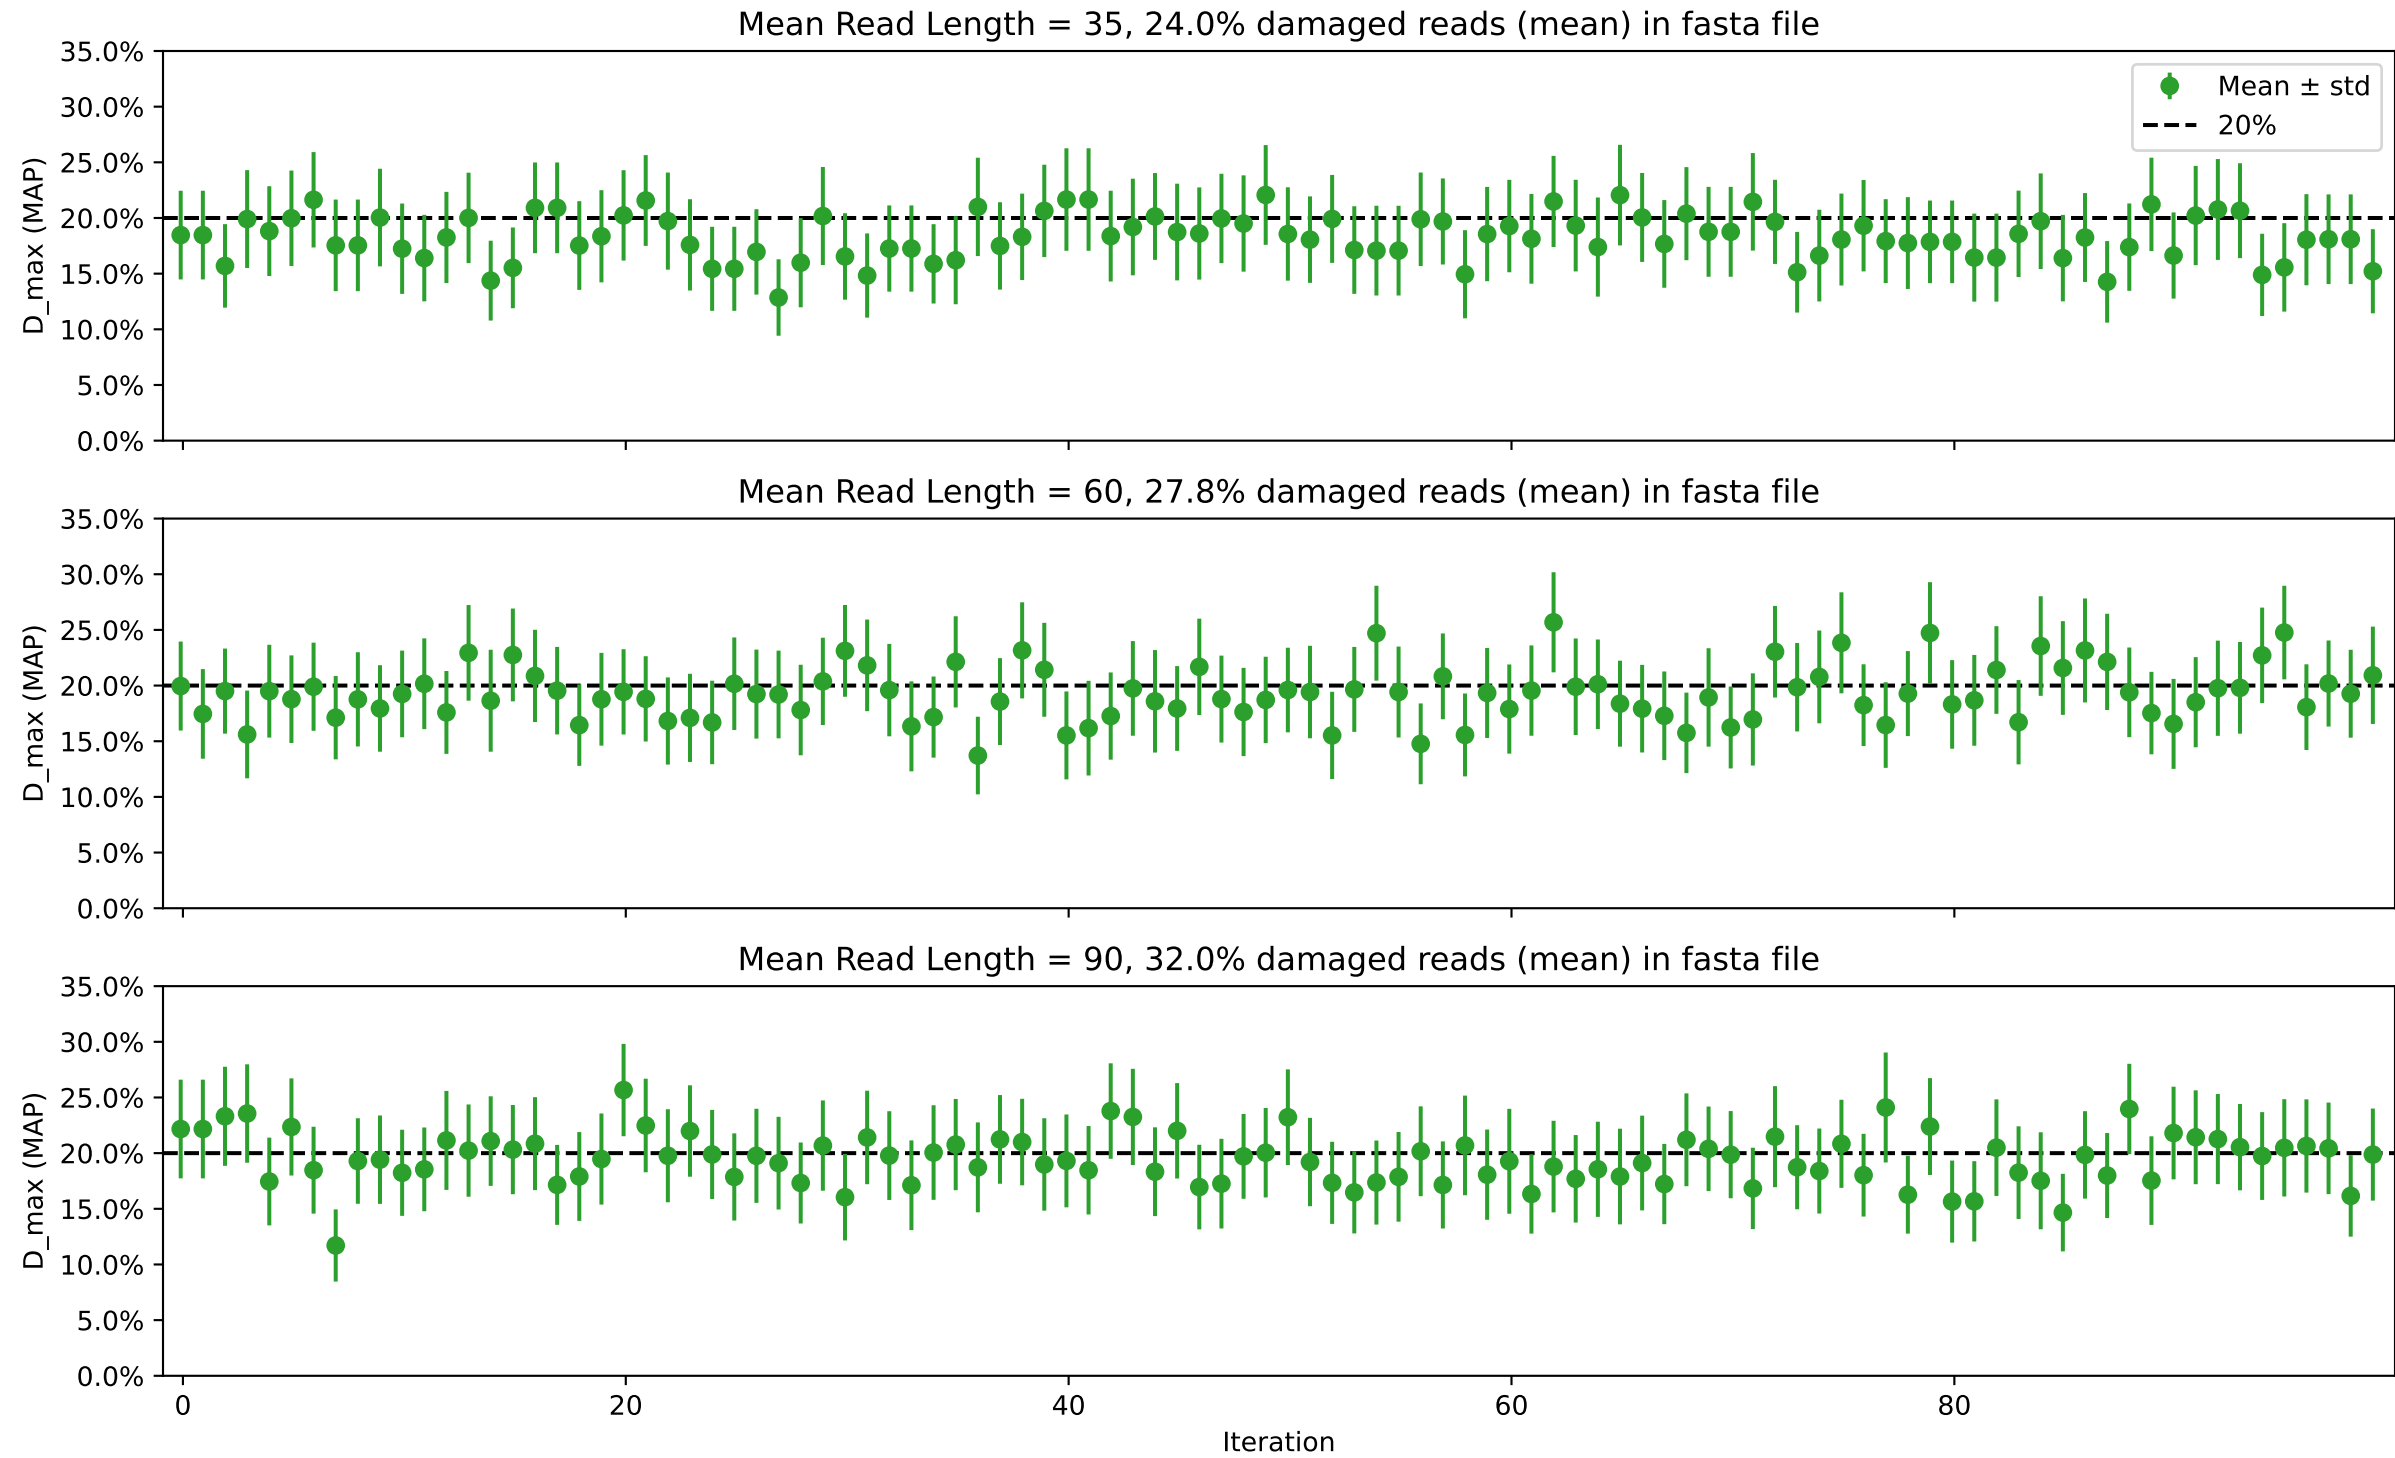 Mean Read Length = 35, 24.0% damaged reads (mean) in fasta file
35.0%
30.0%
25.0%
20.0%
15.0%
10.0%
5.0%
0.0%
D_max (MAP)
Mean ± std
20%
Mean Read Length = 60, 27.8% damaged reads (mean) in fasta file
35.0%
30.0%
25.0%
20.0%
15.0%
10.0%
5.0%
0.0%
D_max (MAP)
Mean Read Length = 90, 32.0% damaged reads (mean) in fasta file
35.0%
30.0%
25.0%
20.0%
15.0%
10.0%
5.0%
0.0%
D_max (MAP)
0 20 40 60 80
Iteration